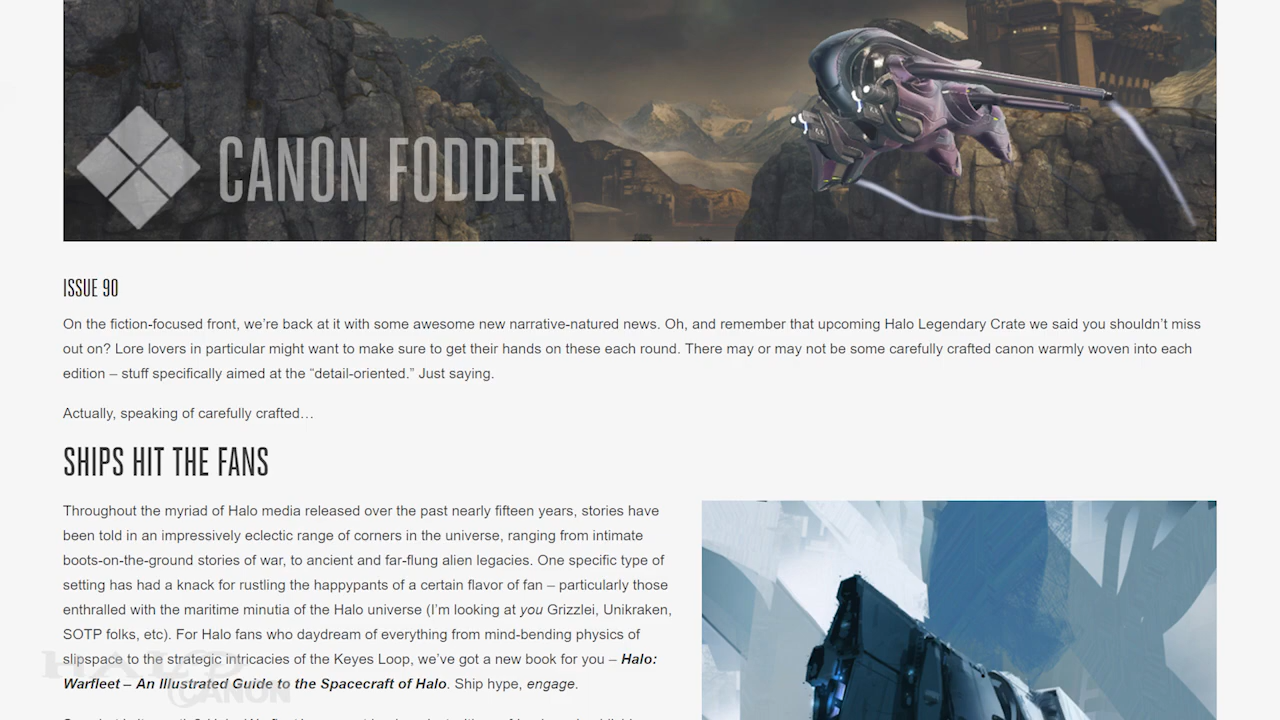 CANON FODDER
ISSUE 90
On the fiction-focused front, we’re back at it with some awesome new narrative-natured news. Oh, and remember that upcoming Halo Legendary Crate we said you shouldn’t miss
out on? Lore lovers in particular might want to make sure to get their hands on these each round. There may or may not be some carefully crafted canon warmly woven into each
edition – stuff specifically aimed at the “detail-oriented.” Just saying.
Actually, speaking of carefully crafted…
SHIPS HIT THE FANS
Throughout the myriad of Halo media released over the past nearly fifteen years, stories have
been told in an impressively eclectic range of corners in the universe, ranging from intimate
boots-on-the-ground stories of war, to ancient and far-flung alien legacies. One specific type of
setting has had a knack for rustling the happypants of a certain flavor of fan – particularly those
enthralled with the maritime minutia of the Halo universe (I’m looking at you Grizzlei, Unikraken,
SOTP folks, etc). For Halo fans who daydream of everything from mind-bending physics of
slipspace to the strategic intricacies of the Keyes Loop, we’ve got a new book for you – Halo:
Warfleet – An Illustrated Guide to the Spacecraft of Halo. Ship hype, engage.
HALO
CANON